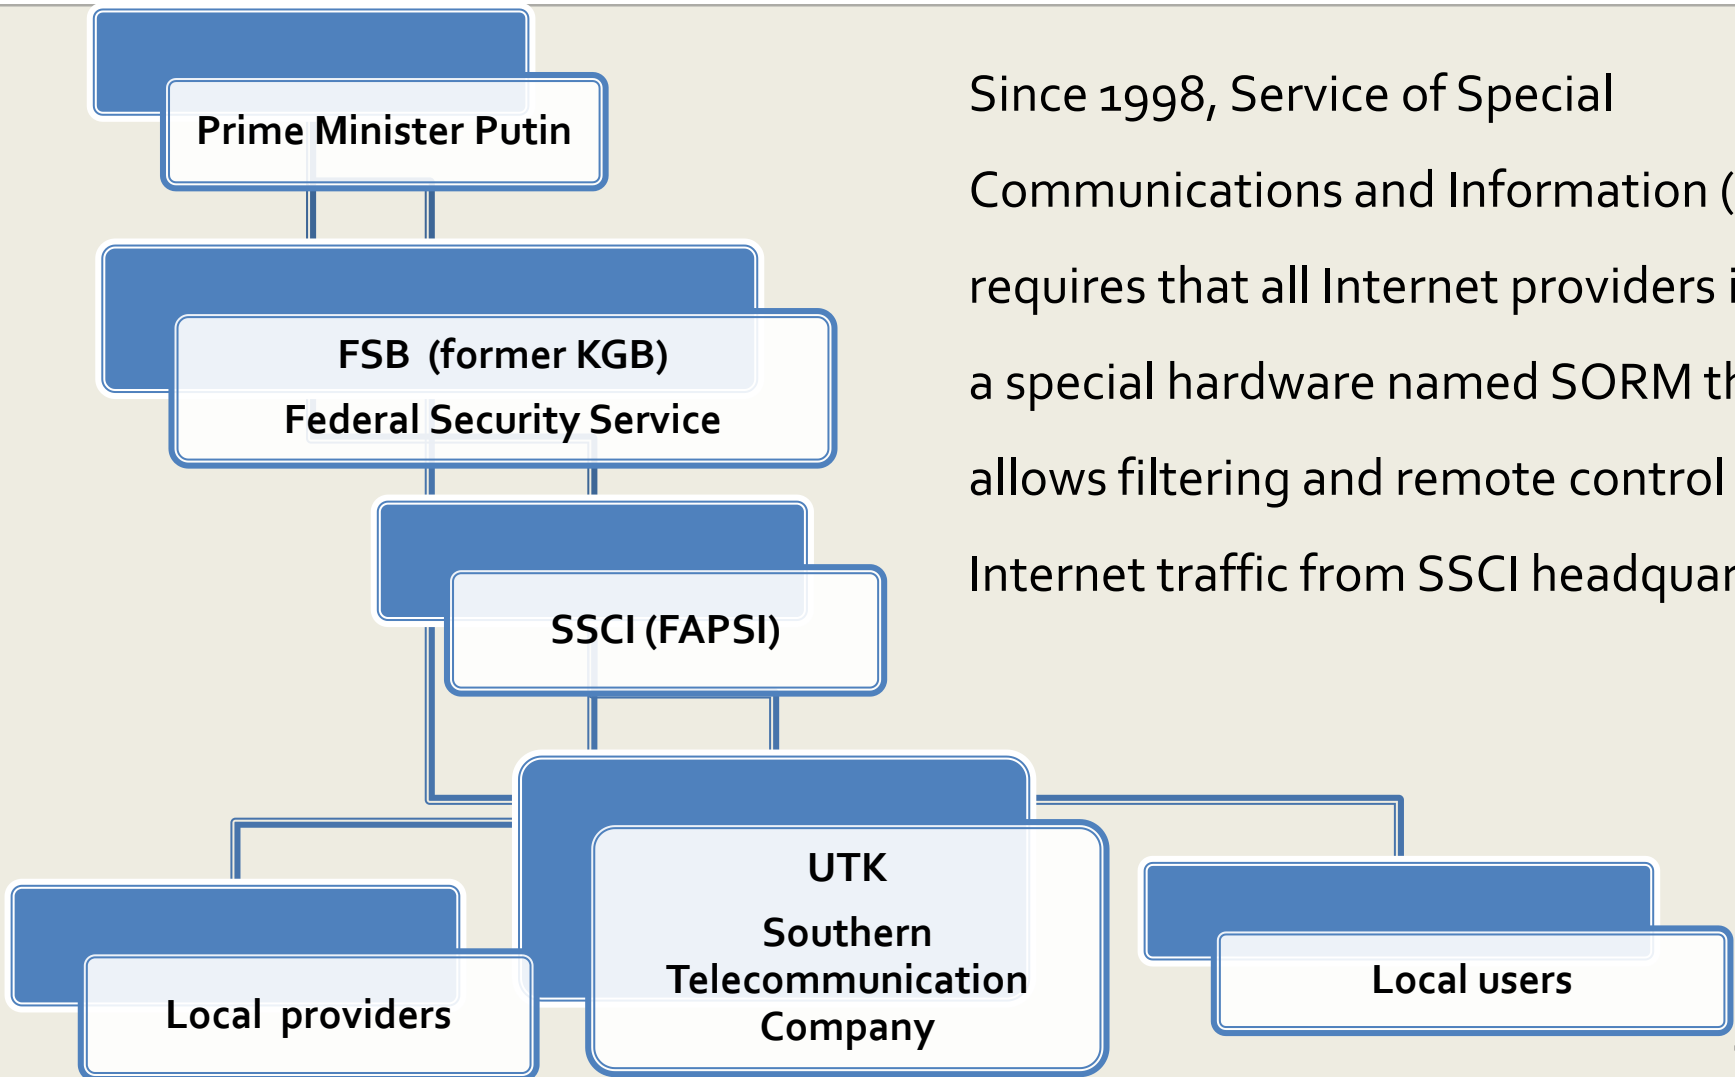 Prime Minister Putin
FSB (former KGB)
Federal Security Service
SSCI (FAPSI)
UTK
Southern
Telecommunication
Company
Local providers
Local users
Since 1998, Service of Special
Communications and Information (
requires that all Internet providers
a special hardware named SORM
allows filtering and remote control
Internet traffic from SSCI